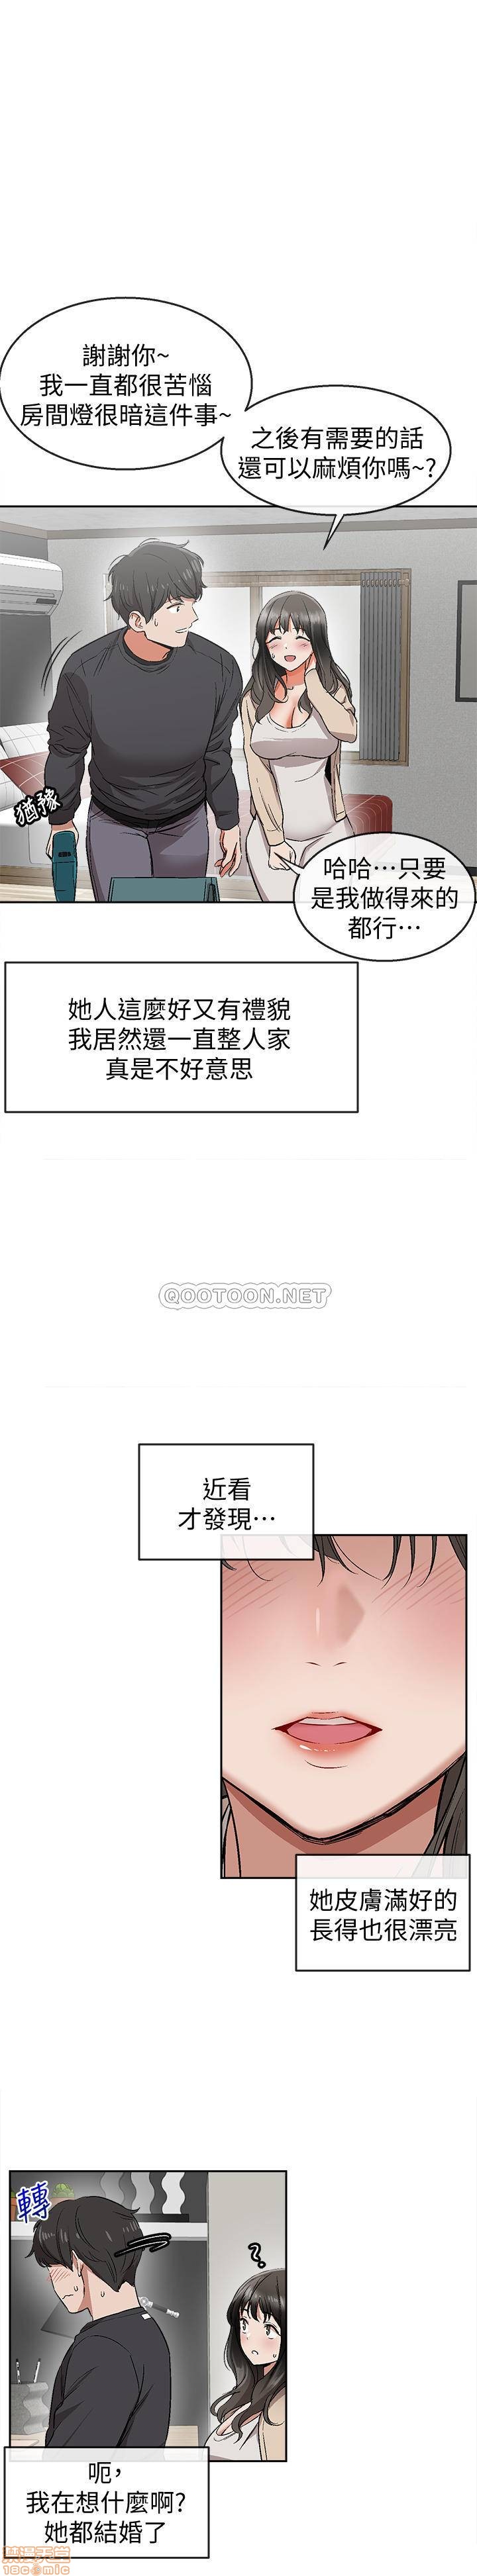 謝謝你~
我一直都很苦惱
房間燈很暗這件事~
之後有需要的話
還可以麻煩你嗎~?
猶豫
哈哈…只要
是我做得來的
都行…
她人這麼好又有禮貌
我居然還一直整人家
真是不好意思
QOOTOON.NET
近看
才發現…
她皮膚滿好的
長得也很漂亮
轉
?
呃，
我在想什麼啊?
她都結婚了
禁漫天堂
18comic